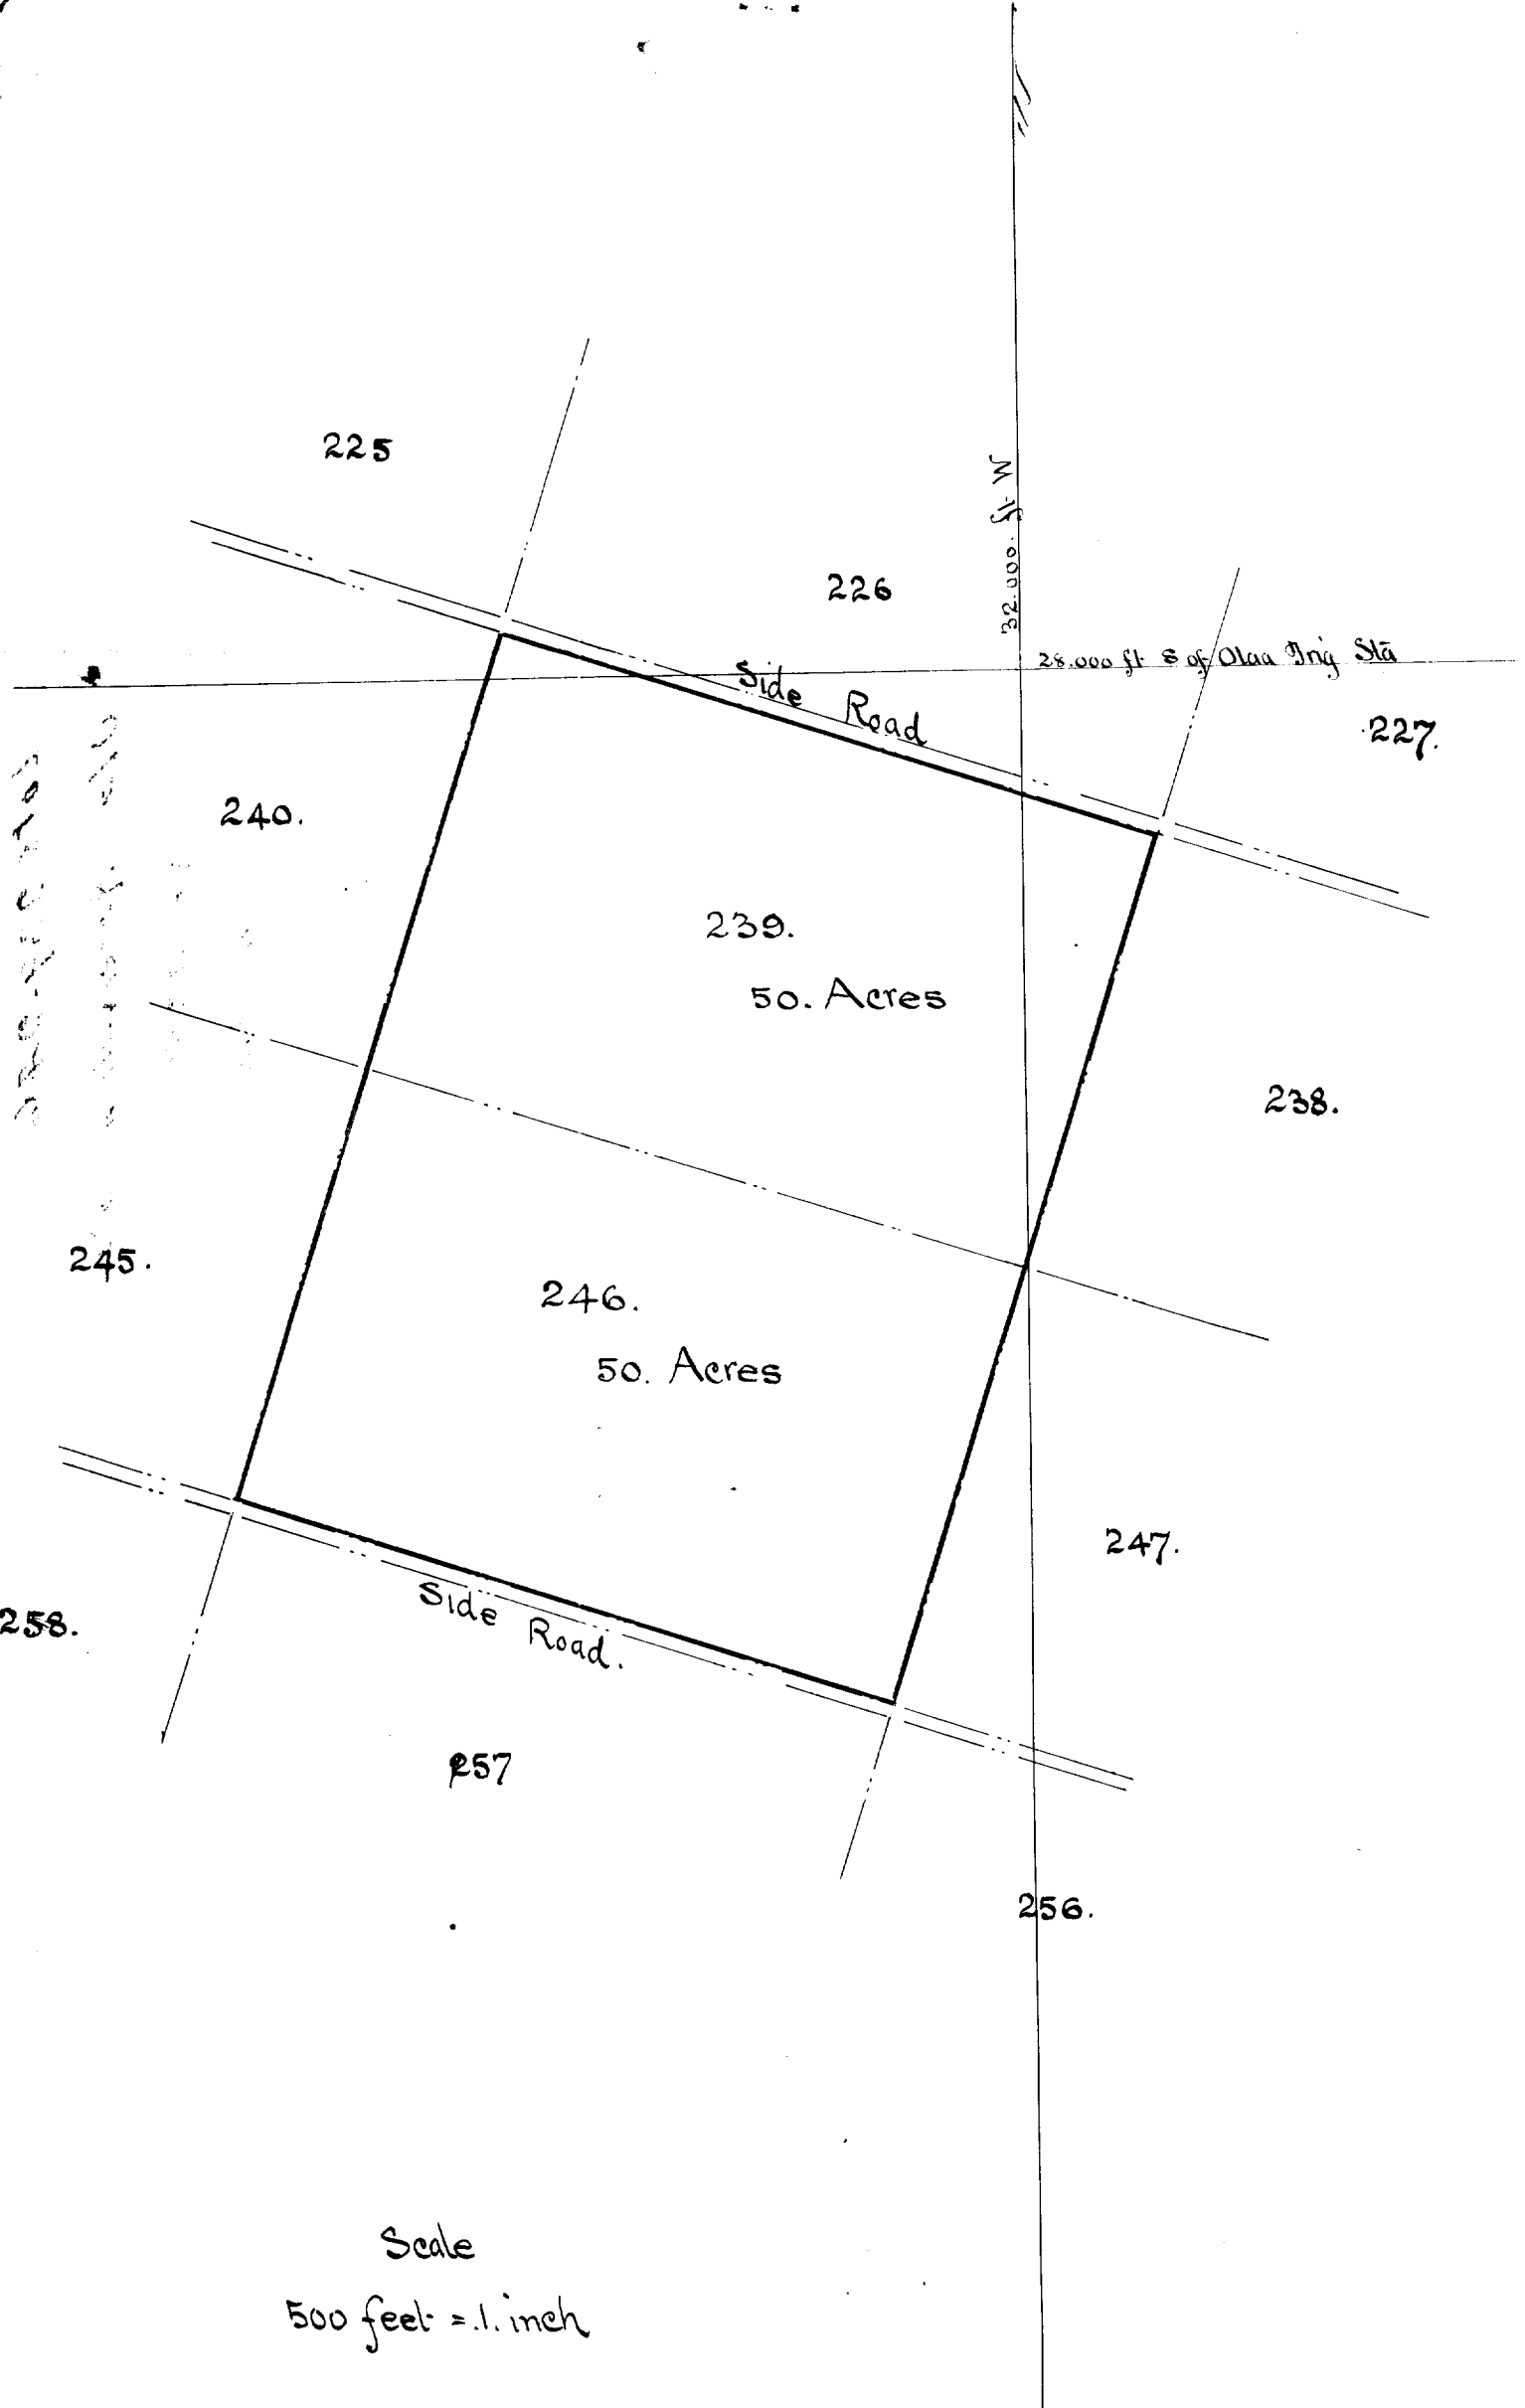 225
226
32.000. ft. W
28.000 ft. S of Olaa Trig Sta
Side Road
227.
240.
239.
50. Acres
238.
245.
246.
50. Acres
247.
258.
Side Road.
257
256.
Scale
500 feet = .1. inch